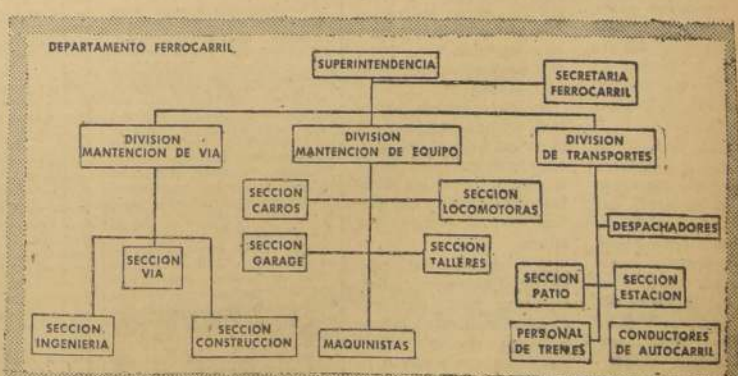 DEPARTAMENTO FERROCARRIL
SUPERINTENDENCIA
SECRETARIA
FERROCARRIL
DIVISION
MANTENCION DE VIA
DIVISION
MANTENCION DE EQUIPO
DIVISION
DE TRANSPORTES
SECCION
CARROS
SECCION
LOCOMOTORAS
DESPACHADORES
SECCION
VIA
SECCION
GARAGE
SECCION
TALLERES
SECCION
PATIO
SECCION
ESTACION
SECCION
INGENIERIA
SECCION
CONSTRUCCION
MAQUINISTAS
PERSONAL
DE TRENES
CONDUCTORES
DE AUTOCARRIL